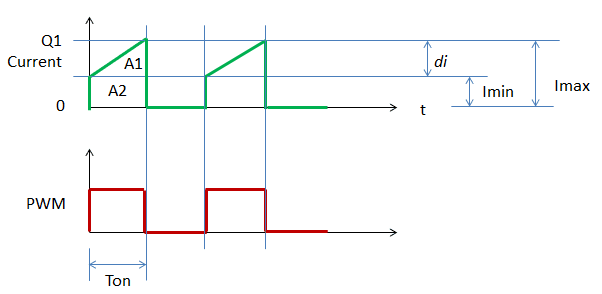 Q1
Current
A1
A2
0
t
di
Imin
Imax
PWM
Ton